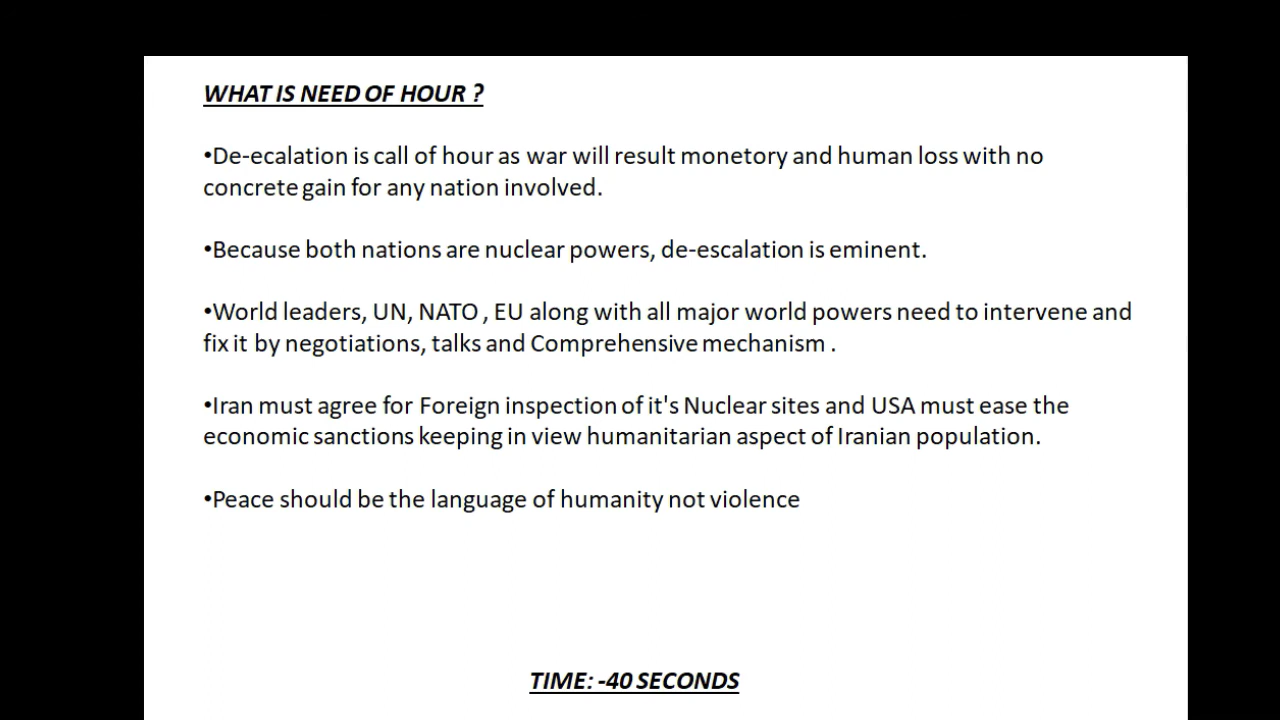 WHAT IS NEED OF HOUR ?
•De-ecalation is call of hour as war will result monetory and human loss with no
concrete gain for any nation involved.
•Because both nations are nuclear powers, de-escalation is eminent.
•World leaders, UN, NATO , EU along with all major world powers need to intervene and
fix it by negotiations, talks and Comprehensive mechanism .
•Iran must agree for Foreign inspection of it's Nuclear sites and USA must ease the
economic sanctions keeping in view humanitarian aspect of Iranian population.
•Peace should be the language of humanity not violence
TIME: -40 SECONDS